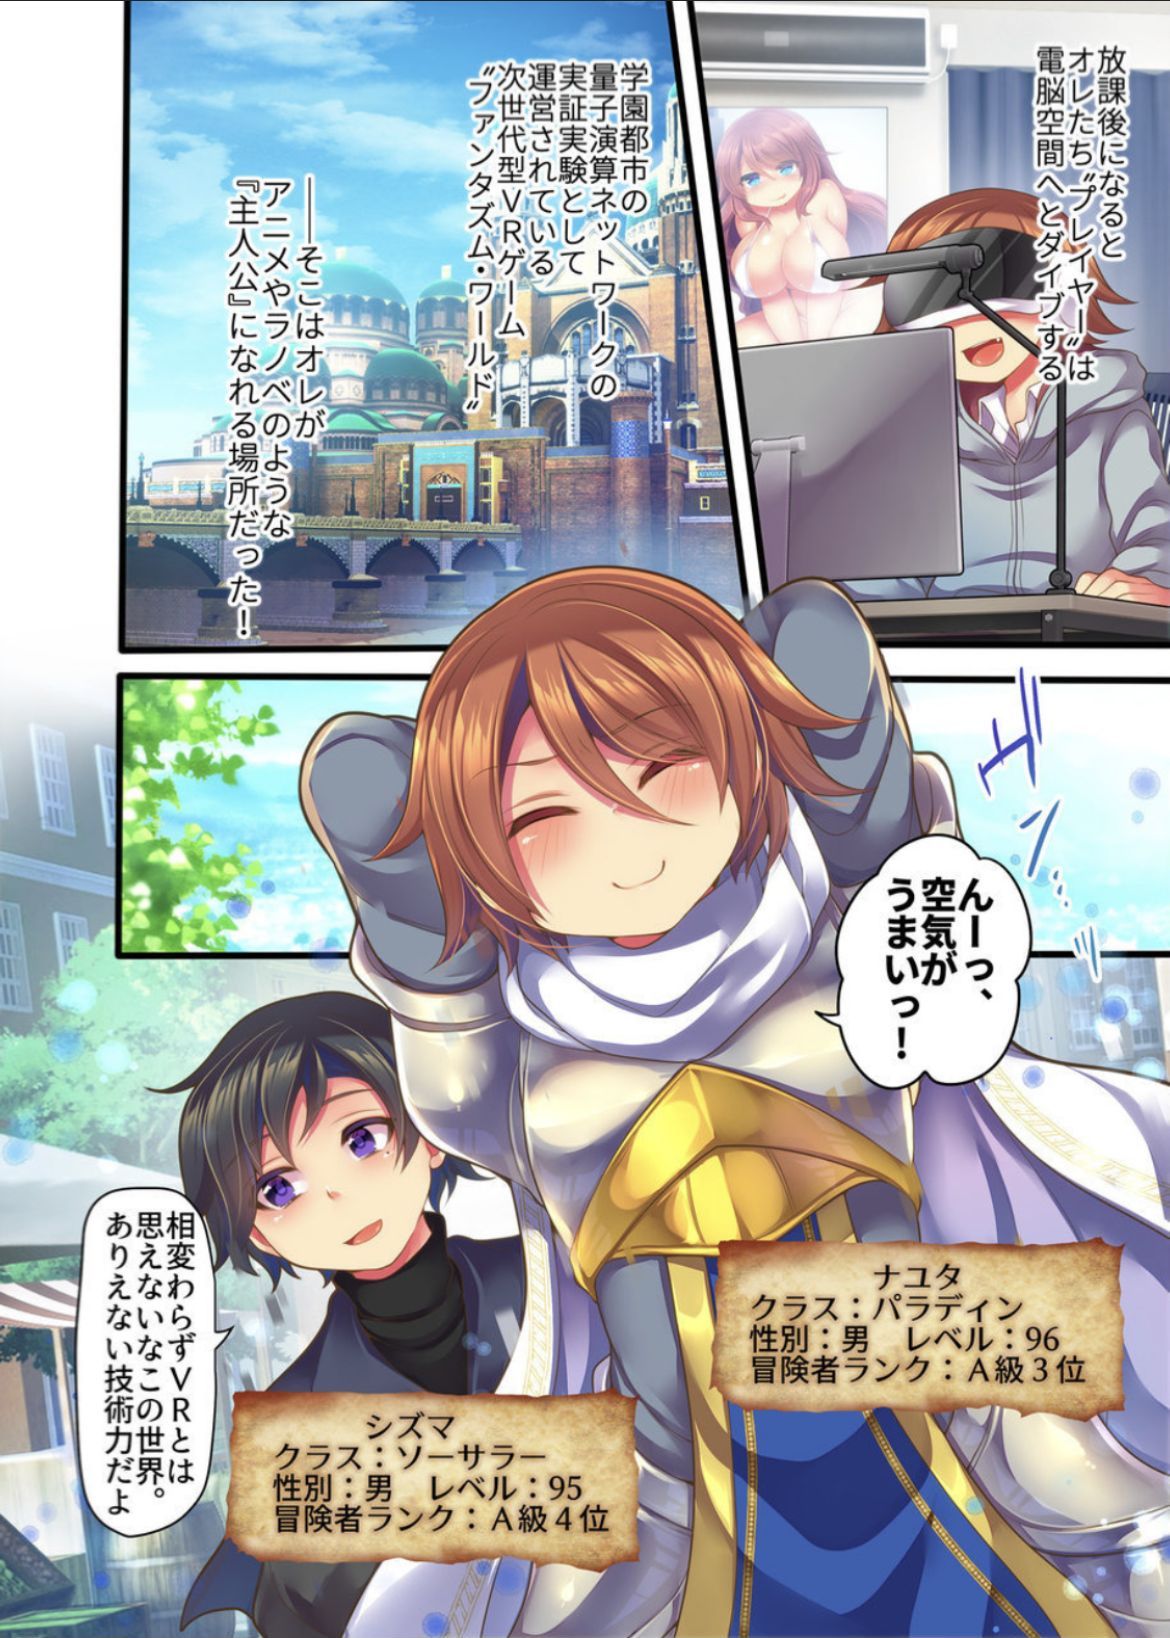 放課後になると
オレたち“プレイヤー”は
電脳空間へとダイブする
学園都市の
量子演算ネットワークの
実証実験として
運営されている
次世代型VRゲーム
“ファンタズム・ワールド”
――そこはオレが
アニメやラノベのような
『主人公』になれる場所だった！
ガシッ
んーっ、
空気が
うまいっ！
ナユタ
クラス：パラディン
性別：男　レベル：96
冒険者ランク：A級3位
相変わらずVRとは
思えないなこの世界。
ありえない技術力だよ
シズマ
クラス：ソーサラー
性別：男　レベル：95
冒険者ランク：A級4位